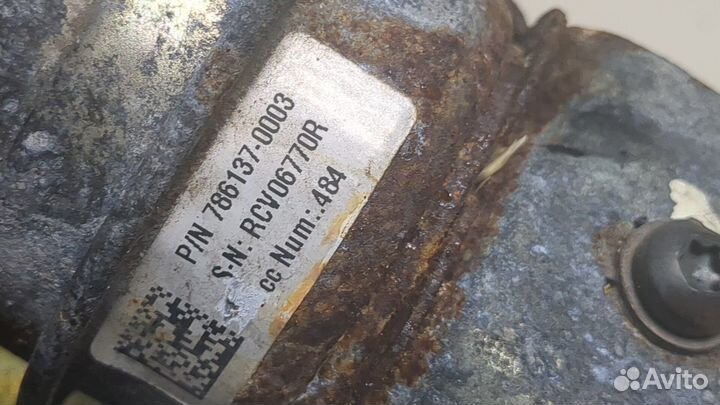 P/N 786137-0003
S.N: RCV06770R
cc Num:.484
Avito